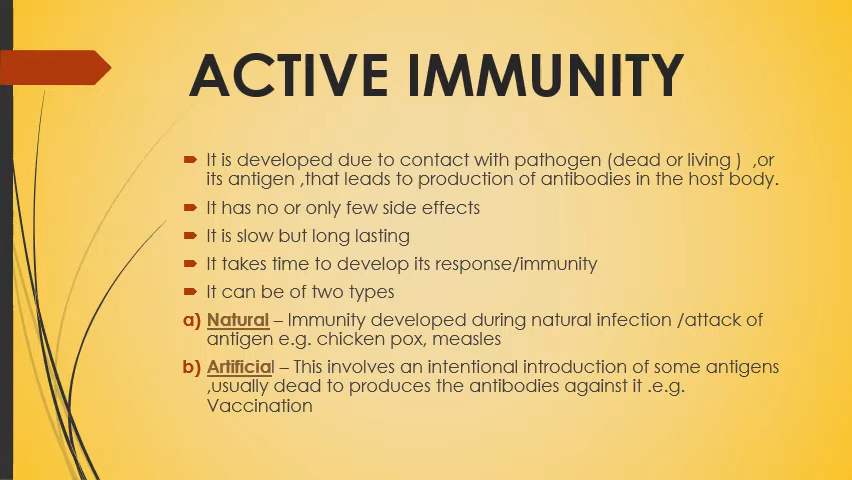 ACTIVE IMMUNITY
It is developed due to contact with pathogen (dead or living ) ,or
its antigen ,that leads to production of antibodies in the host body.
It has no or only few side effects
It is slow but long lasting
It takes time to develop its response/immunity
It can be of two types
a) Natural – Immunity developed during natural infection /attack of
antigen e.g. chicken pox, measles
b) Artificial – This involves an intentional introduction of some antigens
,usually dead to produces the antibodies against it .e.g.
Vaccination